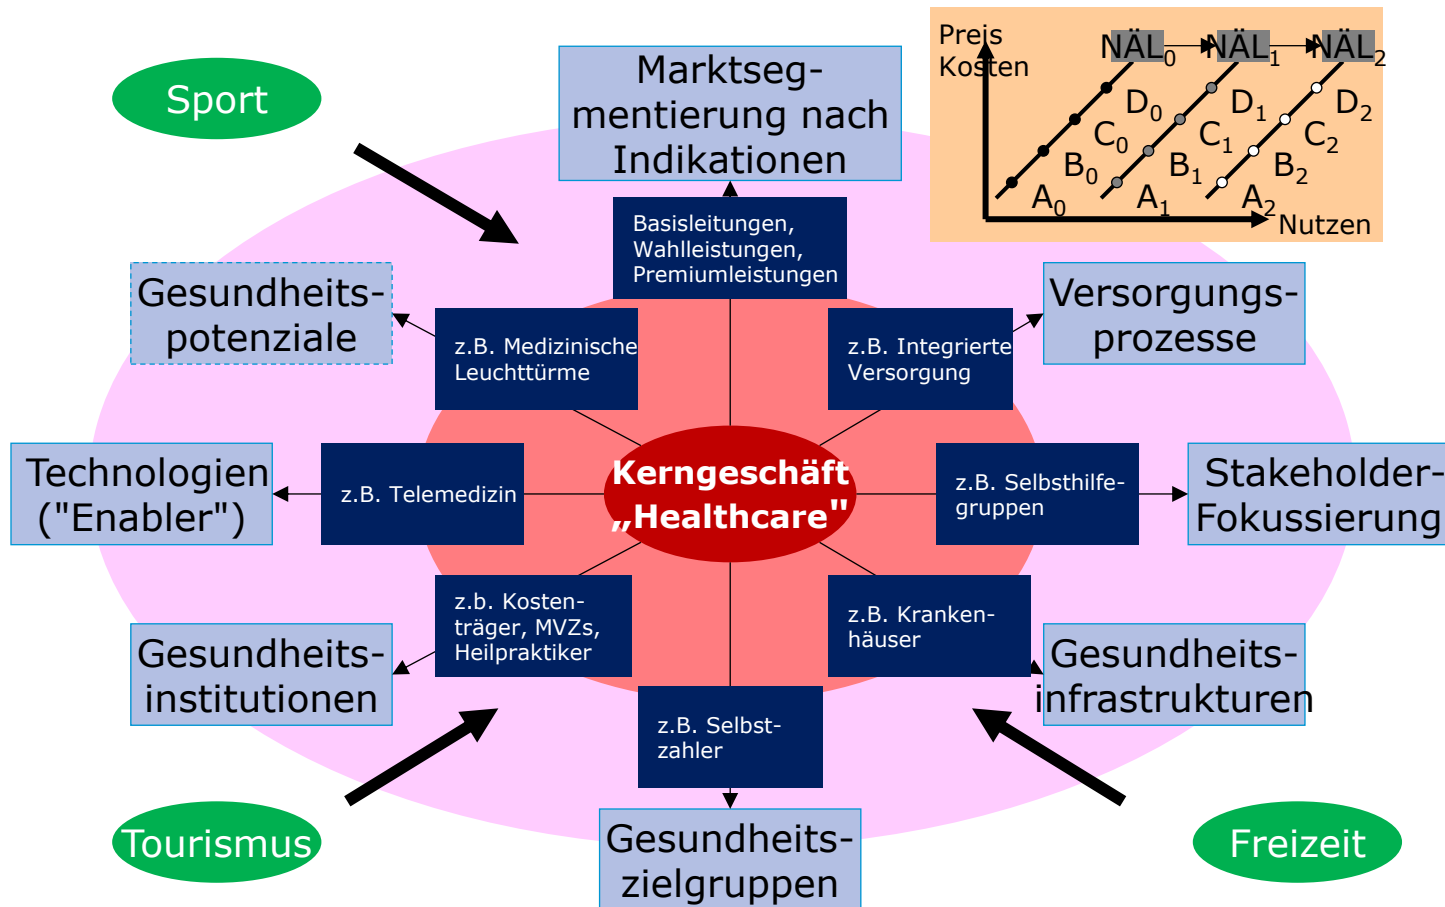 Sport
Marktseg-
mentierung nach
Indikationen
Preis
Kosten
NÄL0
NÄL1
NÄL2
D0
D1
D2
C0
C1
C2
B0
B1
B2
A0
A1
A2
Nutzen
Basisleitungen,
Wahlleistungen,
Premiumleistungen
Gesundheits-
potenziale
z.B. Medizinische
Leuchttürme
z.B. Integrierte
Versorgung
Versorgungs-
prozesse
Technologien
("Enabler")
z.B. Telemedizin
Kerngeschäft
„Healthcare"
z.B. Selbsthilfe-
gruppen
Stakeholder-
Fokussierung
Gesundheits-
institutionen
z.b. Kosten-
träger, MVZs,
Heilpraktiker
z.B. Kranken-
häuser
Gesundheits-
infrastrukturen
z.B. Selbst-
zahler
Tourismus
Gesundheits-
zielgruppen
Freizeit